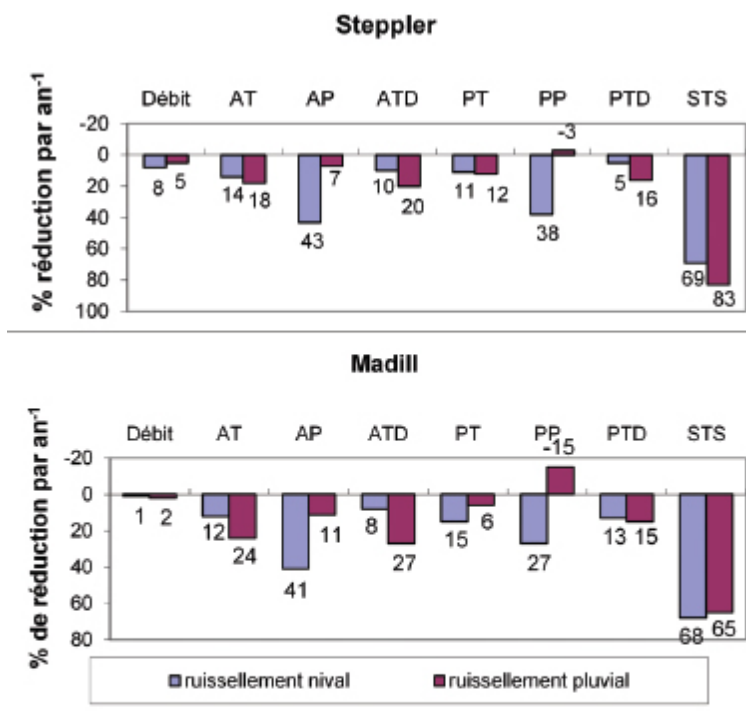 Steppler
Débit AT AP ATD PT PP PTD STS
% réduction par an-1
-20
0
20
40
60
80
100
8 5 14 18 43 7 10 20 11 12 38 -3 5 16 69 83
Madill
Débit AT AP ATD PT PP PTD STS
% de réduction par an-1
-20
0
20
40
60
80
1 2 12 24 41 11 8 27 15 6 27 -15 13 15 68 65
ruissellement nival ruissellement pluvial